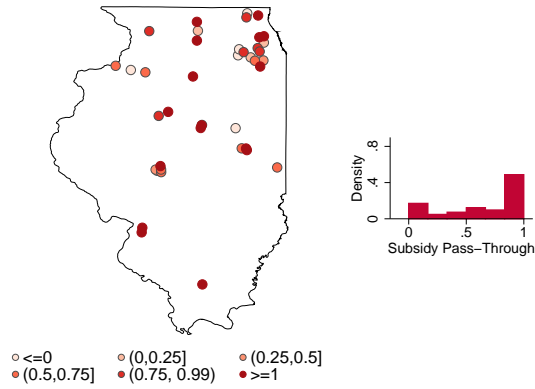 .8
.4
0
Density
0 .5 1
Subsidy Pass−Through
<=0 (0,0.25] (0.25,0.5]
(0.5,0.75] (0.75, 0.99) >=1